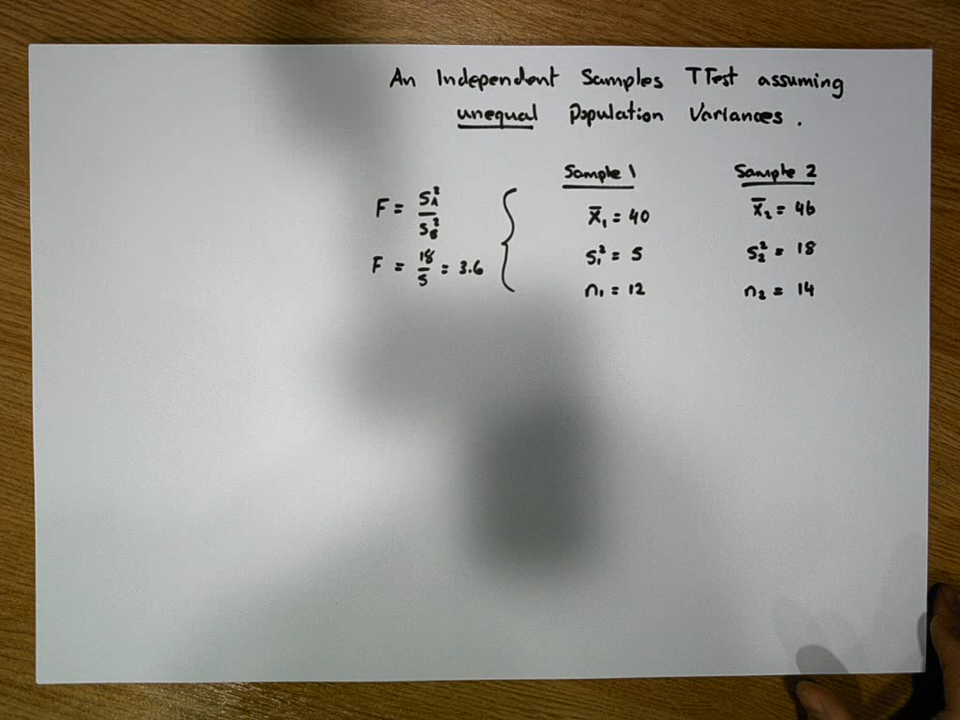 An Independent Samples TTest assuming
unequal Population Variances.
Sample 1 Sample 2
F = S²A / S²B
x̄₁ = 40 x̄₂ = 46
F = 18/5 = 3.6
S₁² = 5 S₂² = 18
n₁ = 12 n₂ = 14